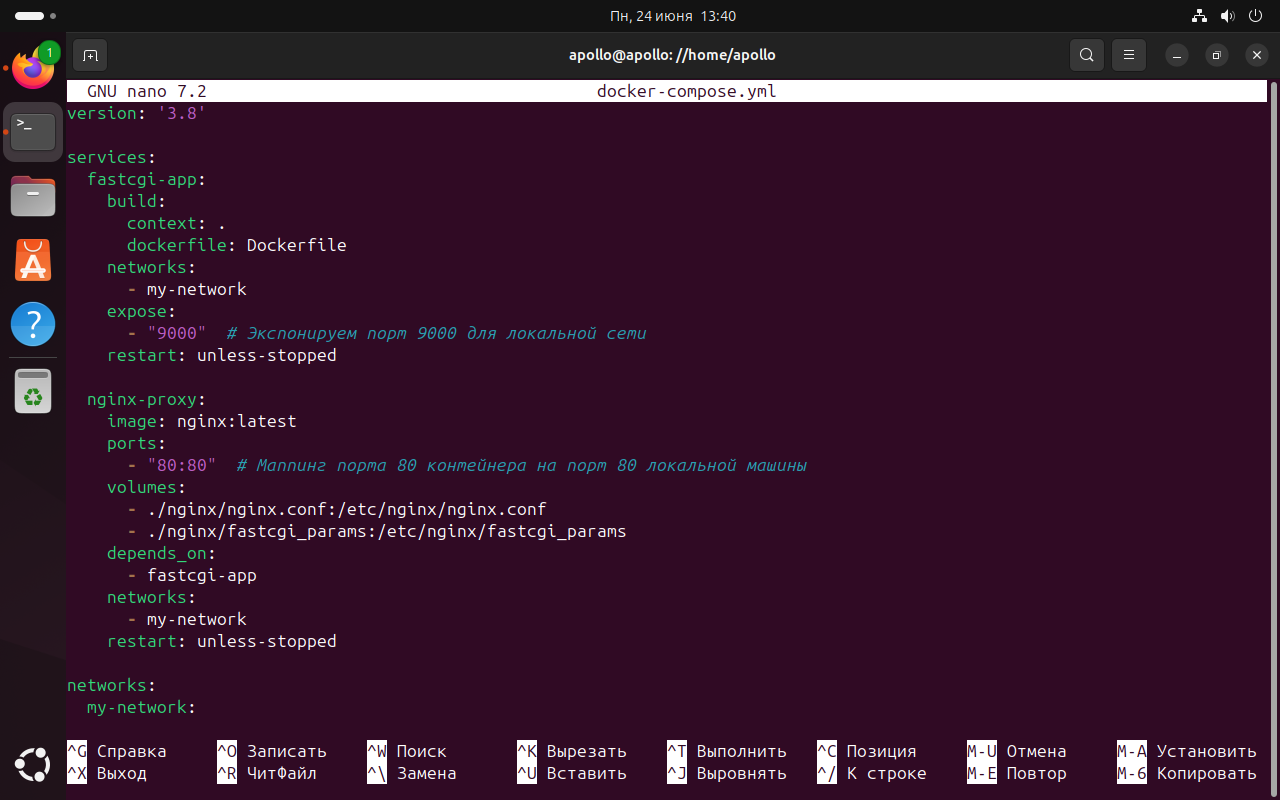 Пн, 24 июня 13:40
1
apollo@apollo: //home/apollo
>_
GNU nano 7.2 docker-compose.yml
version: '3.8'
services:
  fastcgi-app:
    build:
      context: .
      dockerfile: Dockerfile
    networks:
      - my-network
    expose:
      - "9000"  # Экспонируем порт 9000 для локальной сети
    restart: unless-stopped
  nginx-proxy:
    image: nginx:latest
    ports:
      - "80:80"  # Маппинг порта 80 контейнера на порт 80 локальной машины
    volumes:
      - ./nginx/nginx.conf:/etc/nginx/nginx.conf
      - ./nginx/fastcgi_params:/etc/nginx/fastcgi_params
    depends_on:
      - fastcgi-app
    networks:
      - my-network
    restart: unless-stopped
networks:
  my-network:
^G Справка ^O Записать ^W Поиск ^K Вырезать ^T Выполнить ^C Позиция M-U Отмена M-A Установить
^X Выход ^R ЧитФайл ^\ Замена ^U Вставить ^J Выровнять ^/ К строке M-E Повтор M-6 Копировать